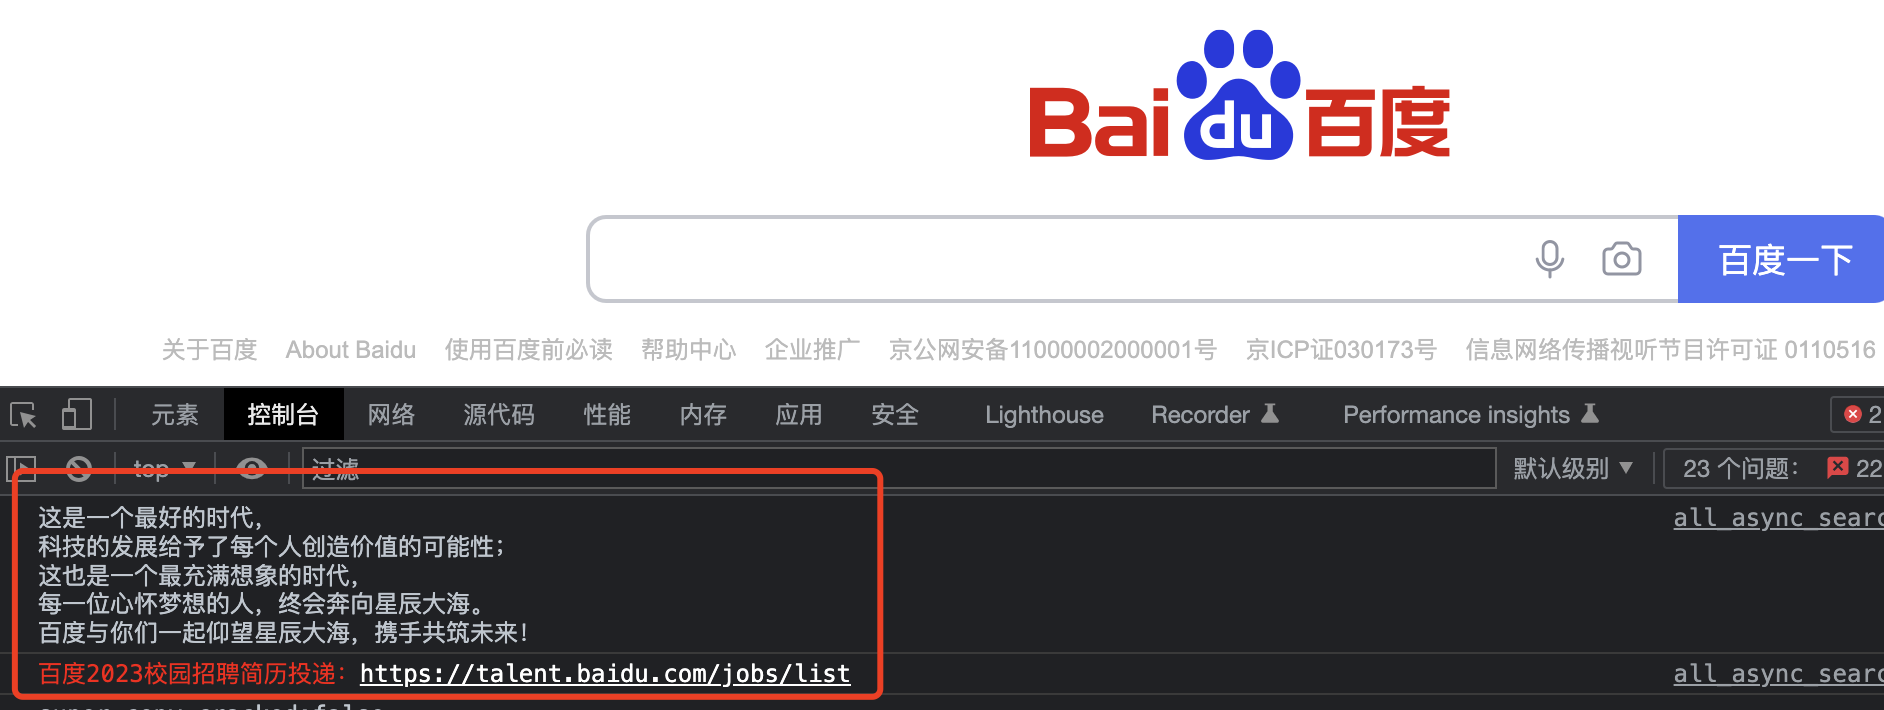 Baidu百度
百度一下
关于百度 About Baidu 使用百度前必读 帮助中心 企业推广 京公网安备11000002000001号 京ICP证030173号 信息网络传播视听节目许可证 0110516
元素 控制台 网络 源代码 性能 内存 应用 安全 Lighthouse Recorder Performance insights 2
top 过滤 默认级别 23 个问题： 22
这是一个最好的时代， all_async_searc
科技的发展给予了每个人创造价值的可能性；
这也是一个最充满想象的时代，
每一位心怀梦想的人，终会奔向星辰大海。
百度与你们一起仰望星辰大海，携手共筑未来！
百度2023校园招聘简历投递：https://talent.baidu.com/jobs/list all_async_searc